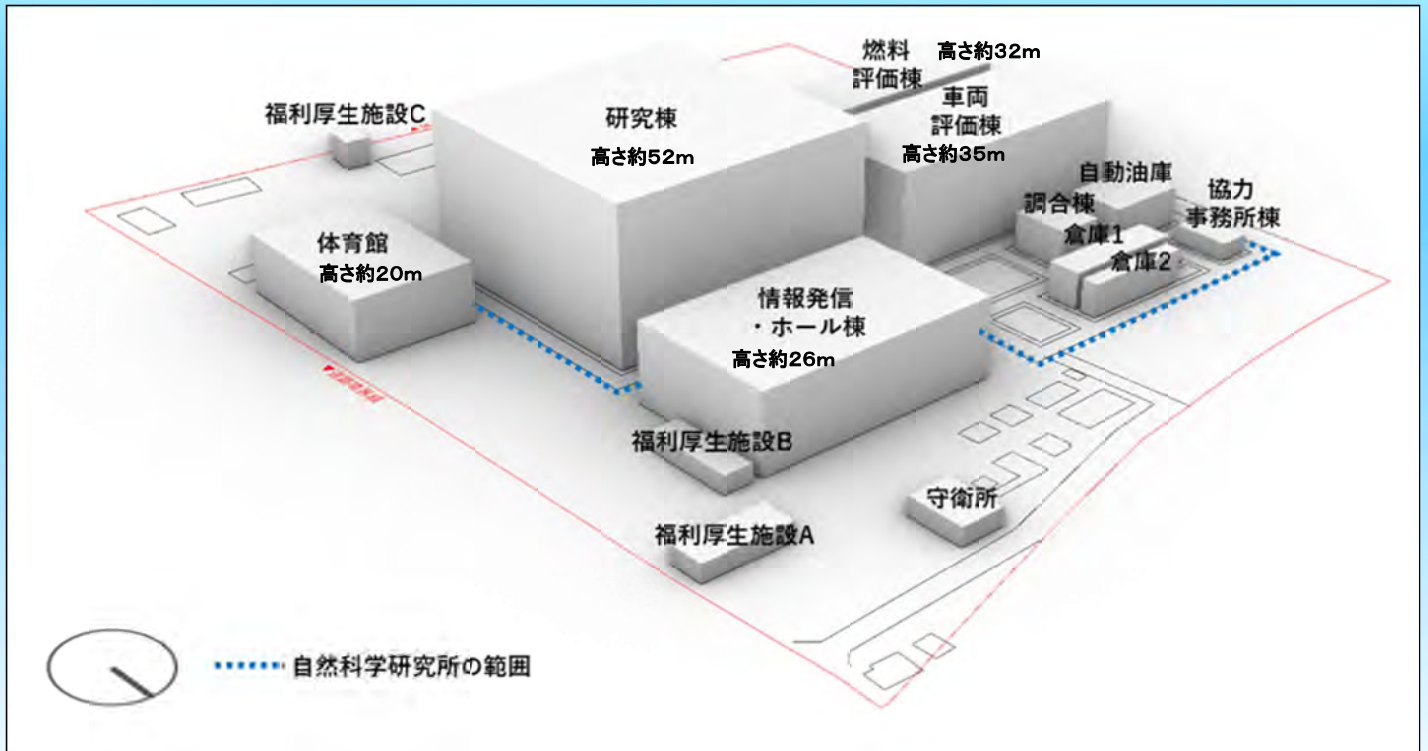 燃料
評価棟
高さ約32m
福利厚生施設C
研究棟
高さ約52m
車両
評価棟
高さ約35m
自動油庫
協力
事務所棟
調合棟
倉庫1
倉庫2
体育館
高さ約20m
情報発信
・ホール棟
高さ約26m
福利厚生施設B
守衛所
福利厚生施設A
自然科学研究所の範囲